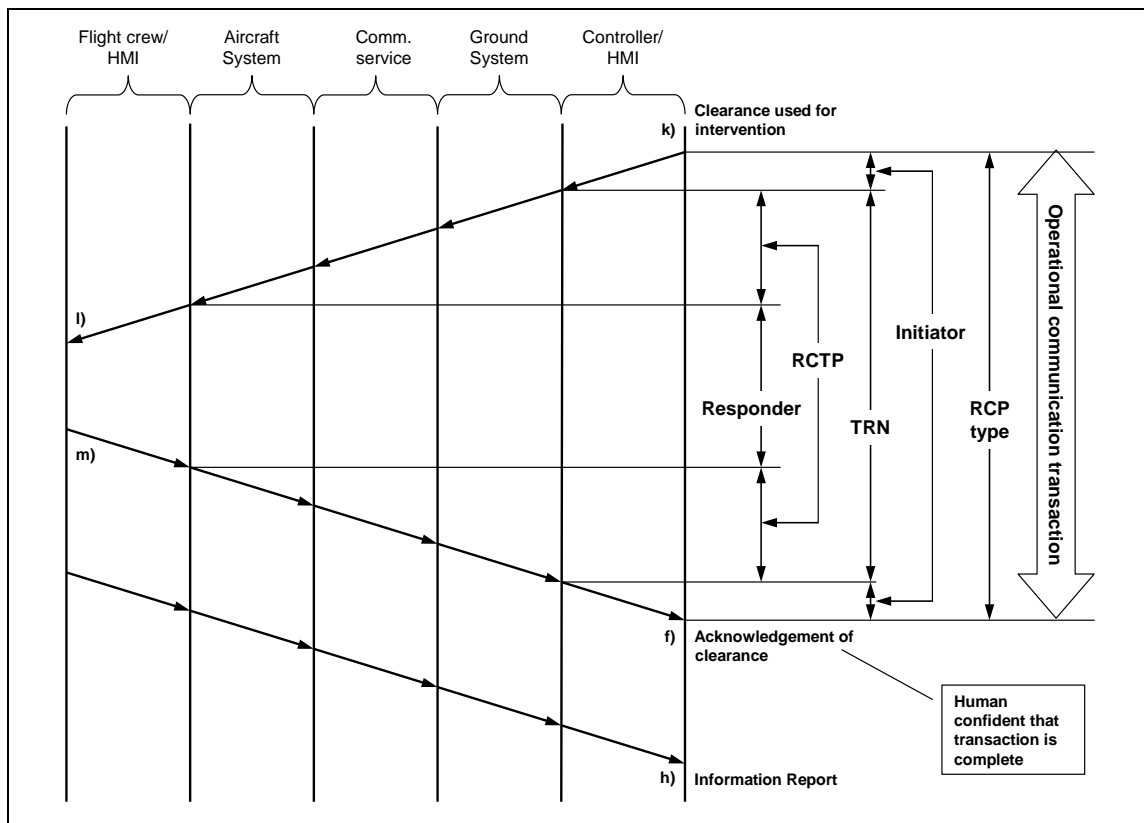 Flight crew/
HMI
Aircraft
System
Comm.
service
Ground
System
Controller/
HMI
Clearance used for
k) intervention
l)
Initiator
RCTP
Responder
TRN
RCP
type
Operational communication transaction
m)
f) Acknowledgement of
clearance
Human
confident that
transaction is
complete
h) Information Report